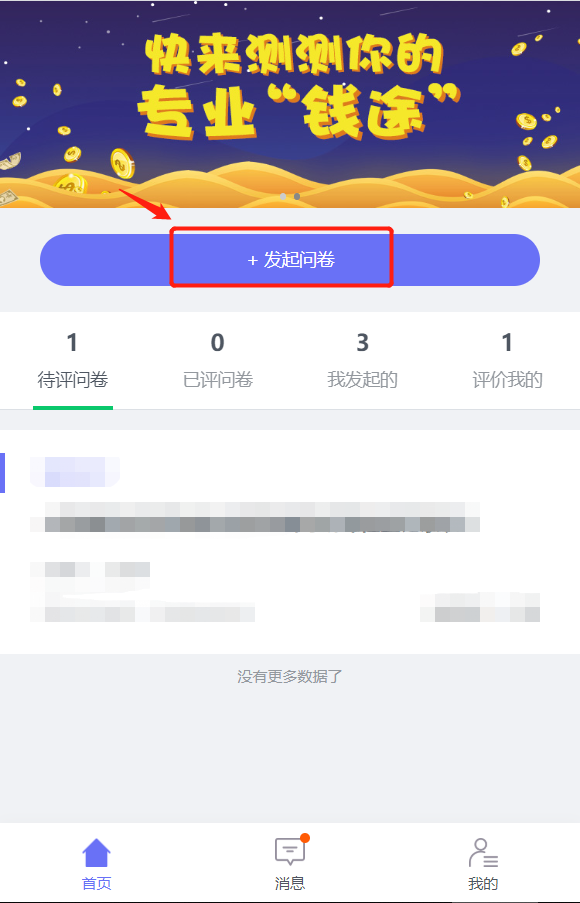 快来测测你的
专业“钱途”
+ 发起问卷
1 0 3 1
待评问卷 已评问卷 我发起的 评价我的
没有更多数据了
首页 消息 我的